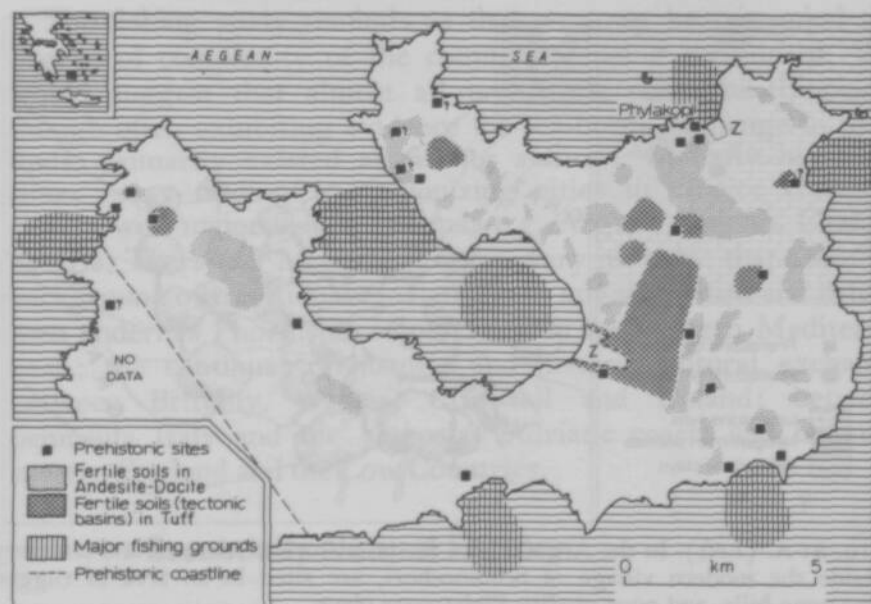 AEGEAN SEA
Phylakopi
Z
?
?
?
?
?
Z
NO
DATA
Prehistoric sites
Fertile soils in
Andesite-Dacite
Fertile soils (tectonic
basins) in Tuff
Major fishing grounds
Prehistoric coastline
0 km 5